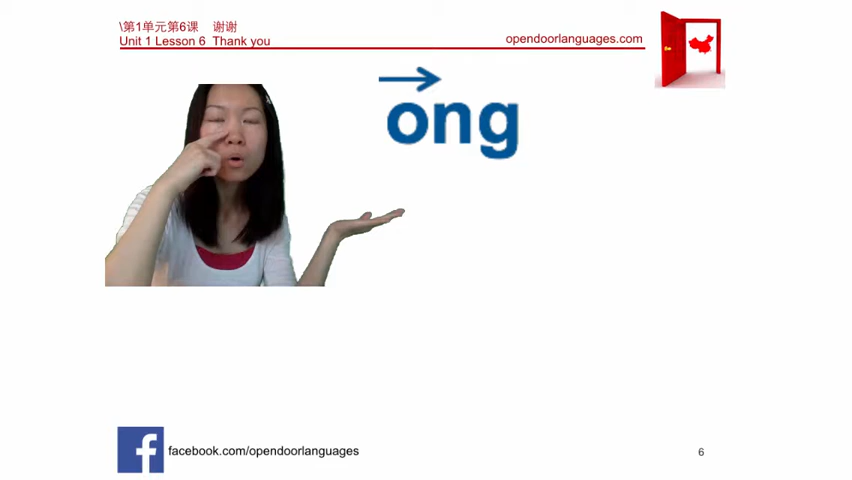 \第1单元第6课 谢谢
Unit 1 Lesson 6 Thank you
opendoorlanguages.com
ong
facebook.com/opendoorlanguages
6